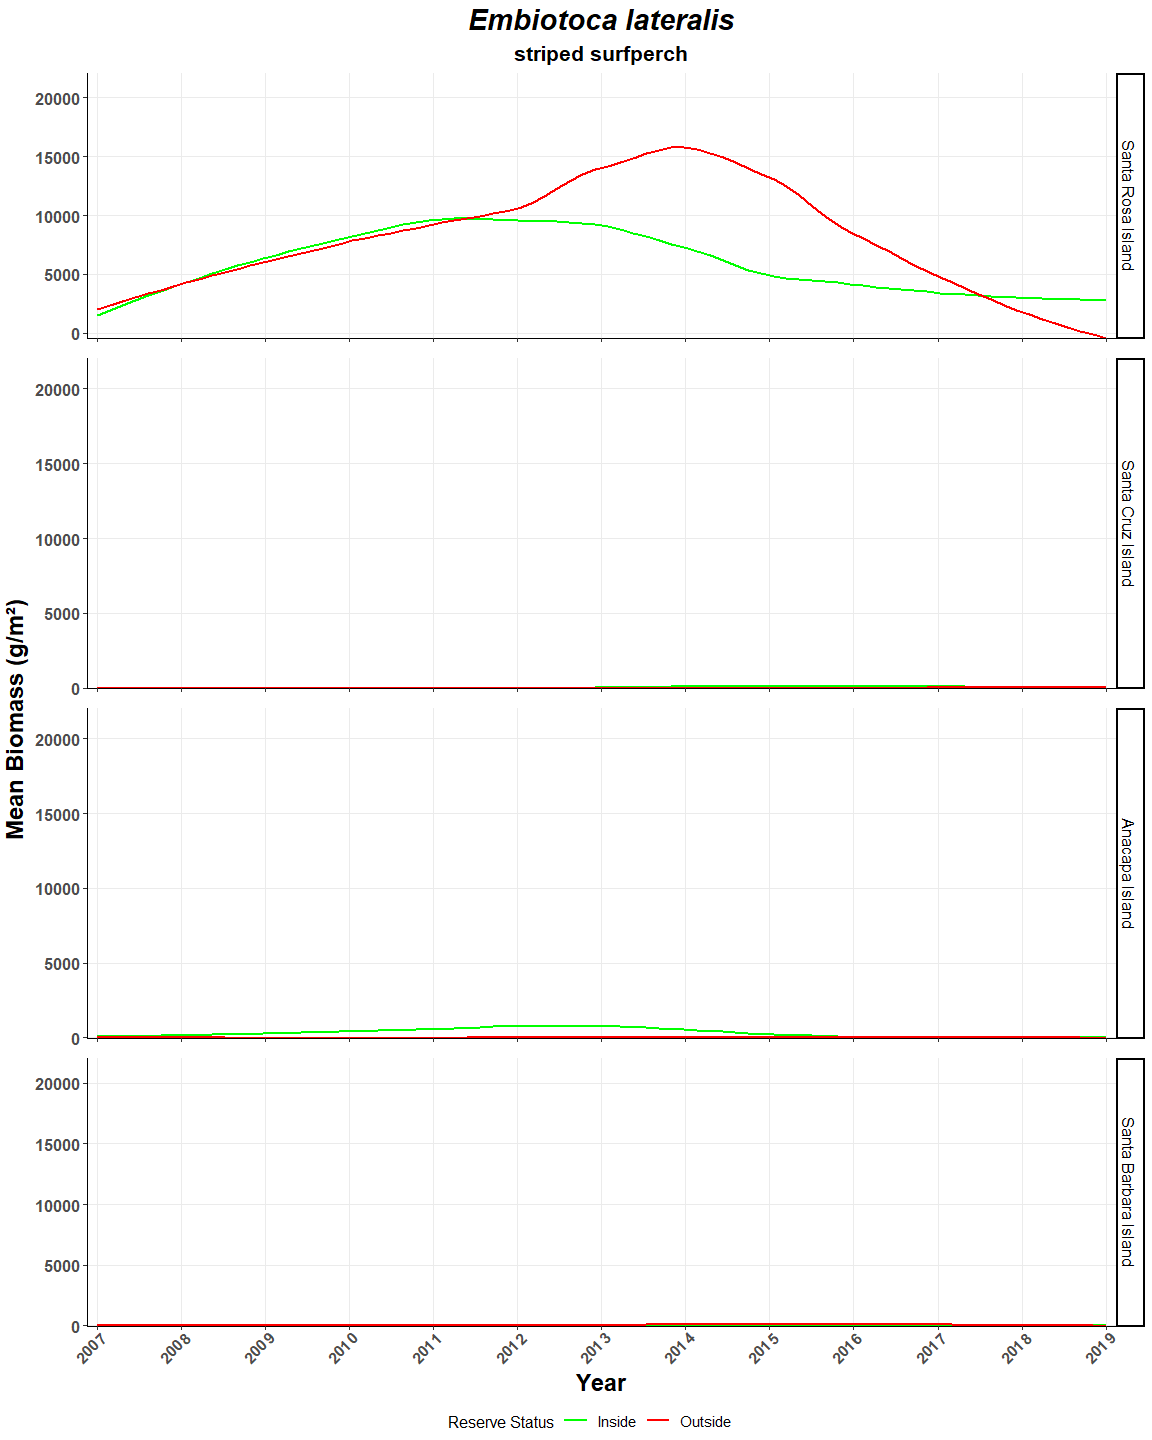 Embiotoca lateralis
striped surfperch
Mean Biomass (g/m²)
20000
15000
10000
5000
0
Santa Rosa Island
20000
15000
10000
5000
0
Santa Cruz Island
20000
15000
10000
5000
0
Anacapa Island
20000
15000
10000
5000
0
Santa Barbara Island
2007 2008 2009 2010 2011 2012 2013 2014 2015 2016 2017 2018 2019
Year
Reserve Status Inside Outside